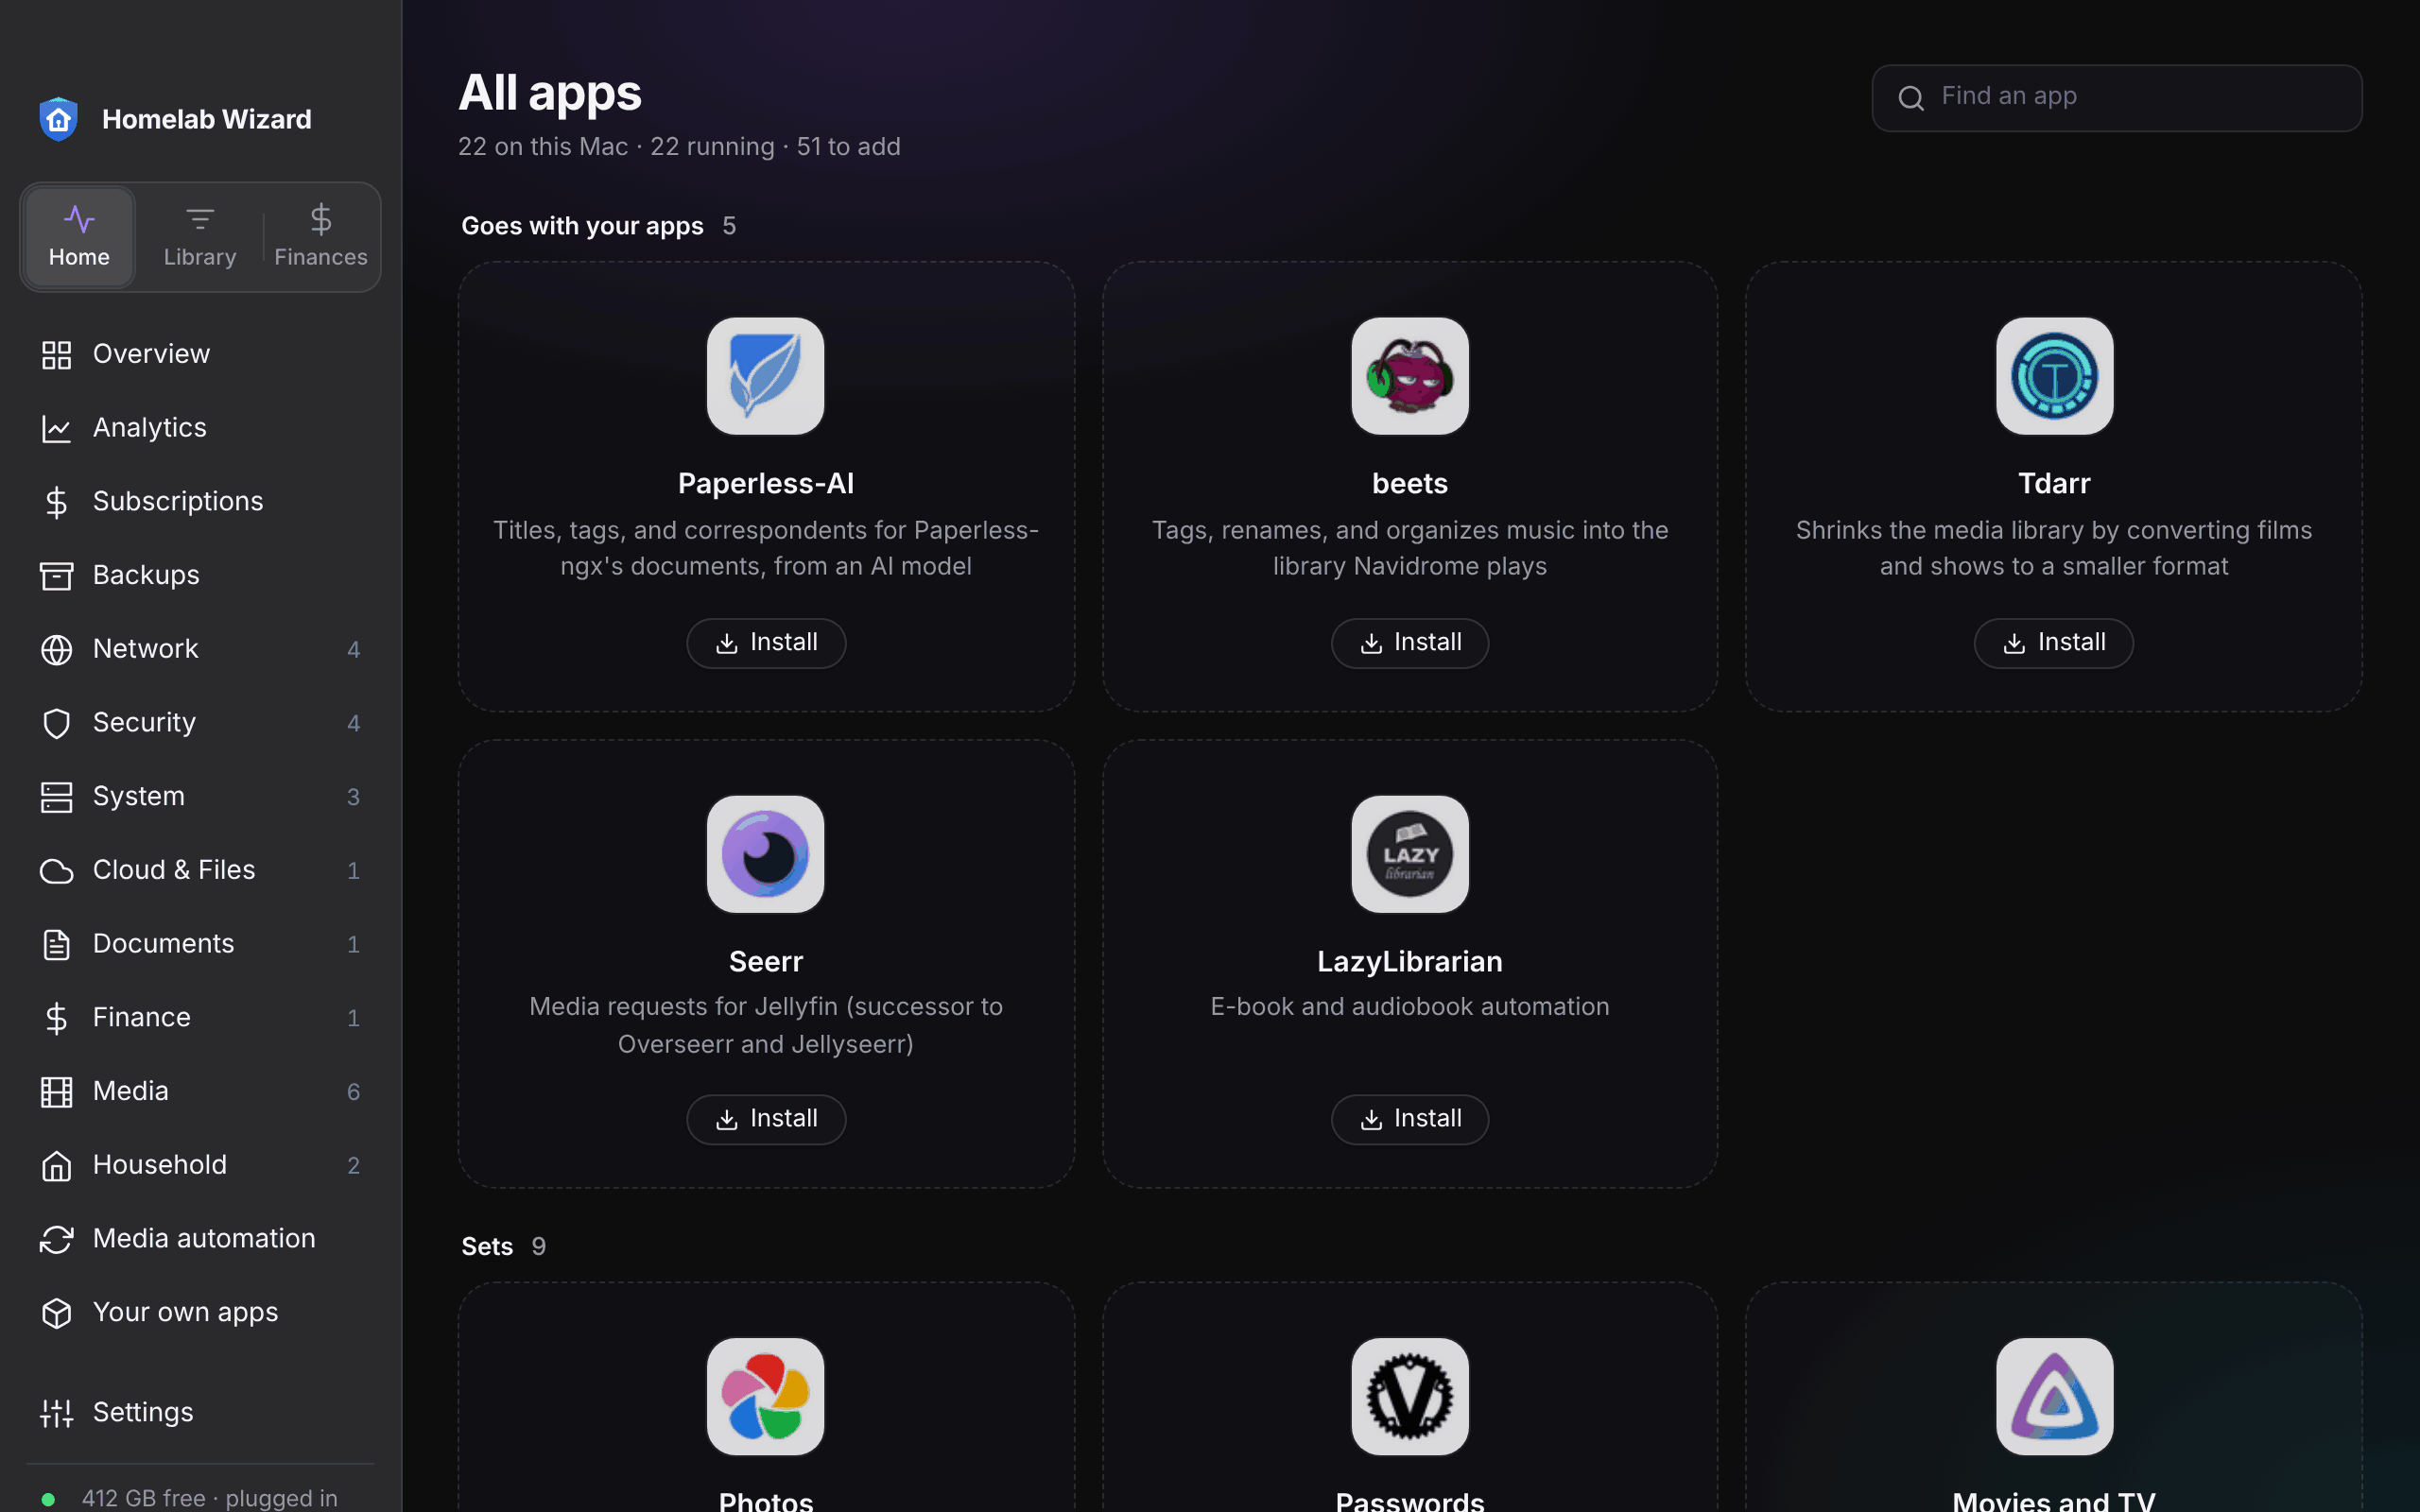 Homelab Wizard
Home
Library
Finances
Overview
Analytics
Subscriptions
Backups
Network 4
Security 4
System 3
Cloud & Files 1
Documents 1
Finance 1
Media 6
Household 2
Media automation
Your own apps
Settings
412 GB free · plugged in
All apps
22 on this Mac · 22 running · 51 to add
Find an app
Goes with your apps 5
Paperless-AI
Titles, tags, and correspondents for Paperless-
ngx's documents, from an AI model
Install
beets
Tags, renames, and organizes music into the
library Navidrome plays
Install
T
Tdarr
Shrinks the media library by converting films
and shows to a smaller format
Install
Seerr
Media requests for Jellyfin (successor to
Overseerr and Jellyseerr)
Install
LAZY
librarian
LazyLibrarian
E-book and audiobook automation
Install
Sets 9
Photos
V
Passwords
Movies and TV